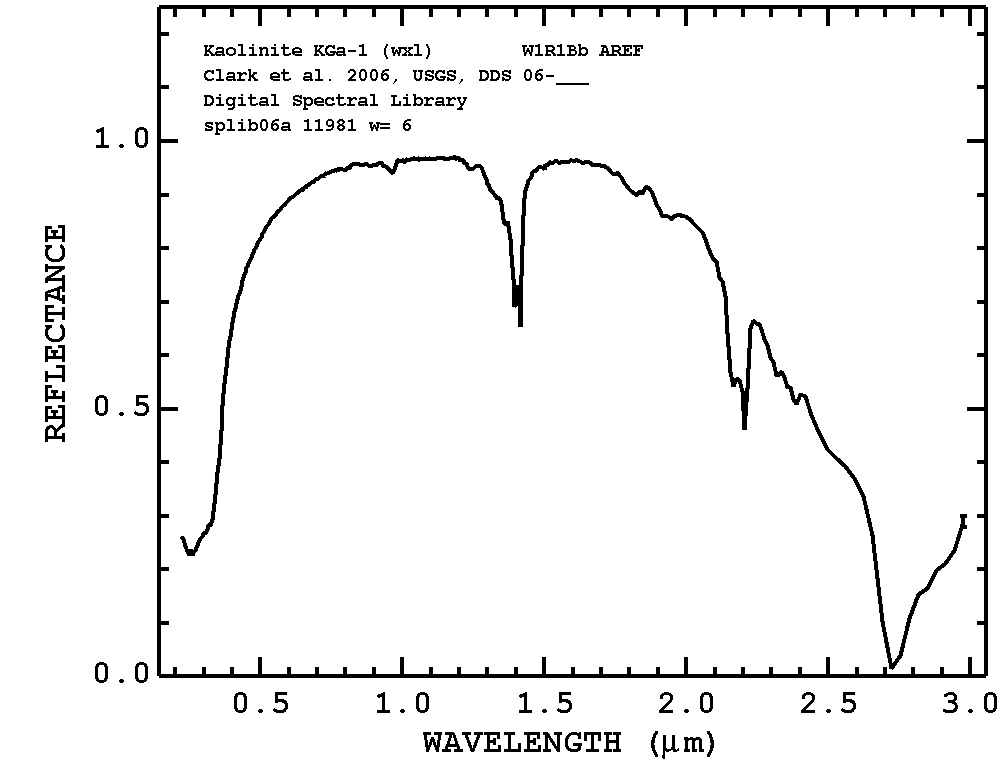 Kaolinite KGa-1 (wxl) W1R1Bb AREF
Clark et al. 2006, USGS, DDS 06-___
Digital Spectral Library
splib06a 11981 w= 6
1.0
0.5
0.0
REFLECTANCE
0.5 1.0 1.5 2.0 2.5 3.0
WAVELENGTH (μm)